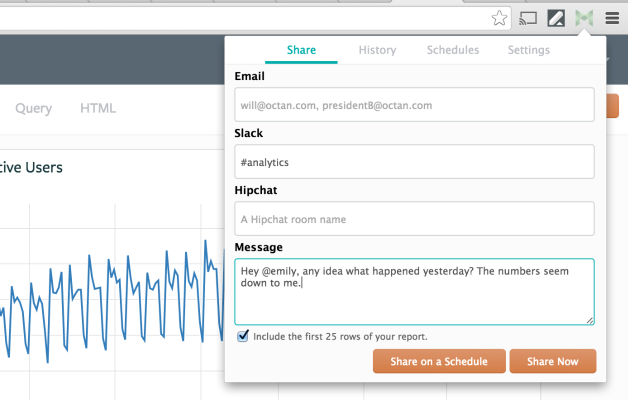 Share History Schedules Settings
Query HTML
Email
will@octan.com, presidentB@octan.com
Slack
#analytics
Hipchat
A Hipchat room name
Message
Hey @emily, any idea what happened yesterday? The numbers seem
down to me.
Include the first 25 rows of your report.
Share on a Schedule Share Now
tive Users